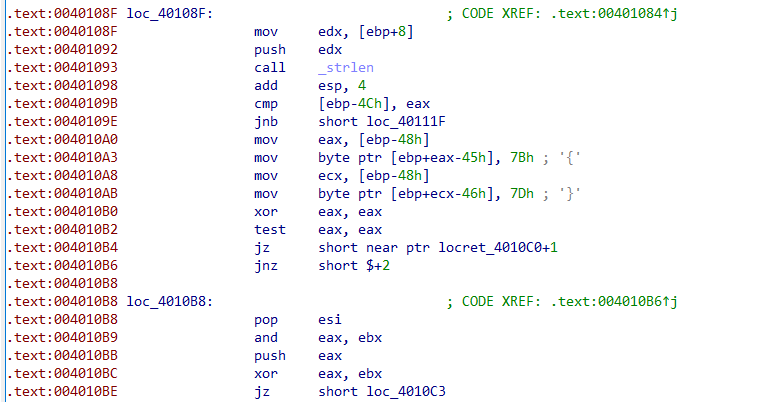 .text:0040108F loc_40108F:                             ; CODE XREF: .text:00401084↑j
.text:0040108F                 mov     edx, [ebp+8]
.text:00401092                 push    edx
.text:00401093                 call    _strlen
.text:00401098                 add     esp, 4
.text:0040109B                 cmp     [ebp-4Ch], eax
.text:0040109E                 jnb     short loc_40111F
.text:004010A0                 mov     eax, [ebp-48h]
.text:004010A3                 mov     byte ptr [ebp+eax-45h], 7Bh ; '{'
.text:004010A8                 mov     ecx, [ebp-48h]
.text:004010AB                 mov     byte ptr [ebp+ecx-46h], 7Dh ; '}'
.text:004010B0                 xor     eax, eax
.text:004010B2                 test    eax, eax
.text:004010B4                 jz      short near ptr locret_4010C0+1
.text:004010B6                 jnz     short $+2
.text:004010B8
.text:004010B8 loc_4010B8:                             ; CODE XREF: .text:004010B6↑j
.text:004010B8                 pop     esi
.text:004010B9                 and     eax, ebx
.text:004010BB                 push    eax
.text:004010BC                 xor     eax, ebx
.text:004010BE                 jz      short loc_4010C3